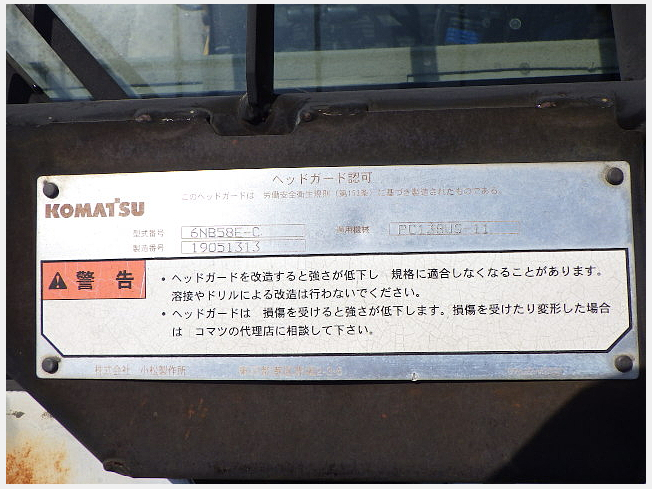 ヘッドガード認可
このヘッドガードは 労働安全衛生規則 (第151条) に基づき製造されたものである。
KOMATSU
型式番号 6NB58E-C 適用機械 PC138US-11
製造番号 19051313
警告
・ヘッドガードを改造すると強さが低下し 規格に適合しなくなることがあります。
溶接やドリルによる改造は行わないでください。
・ヘッドガードは 損傷を受けると強さが低下します。損傷を受けたり変形した場合
は コマツの代理店に相談して下さい。
株式会社 小松製作所